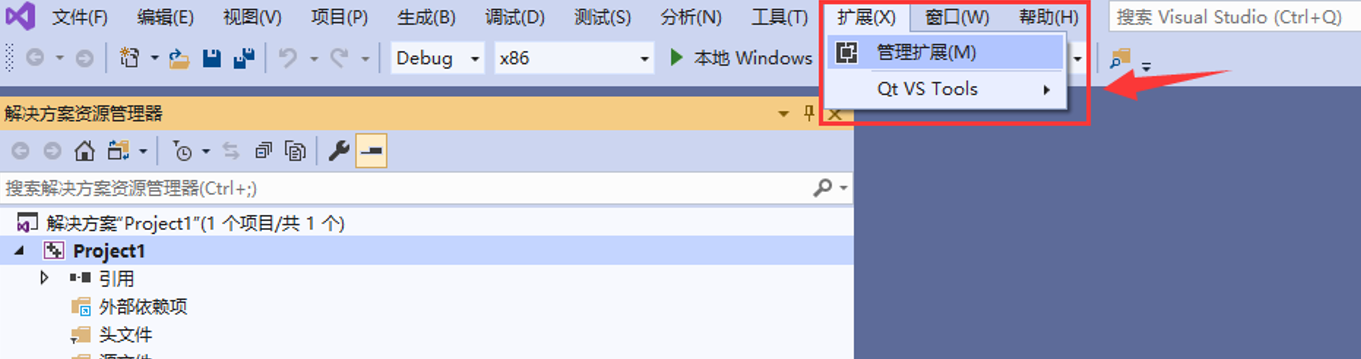 文件(F) 编辑(E) 视图(V) 项目(P) 生成(B) 调试(D) 测试(S) 分析(N) 工具(T) 扩展(X) 窗口(W) 帮助(H) 搜索 Visual Studio (Ctrl+Q)
Debug x86 本地 Windows
管理扩展(M)
Qt VS Tools
解决方案资源管理器
搜索解决方案资源管理器(Ctrl+;)
解决方案“Project1”(1 个项目/共 1 个)
Project1
引用
外部依赖项
头文件
源文件